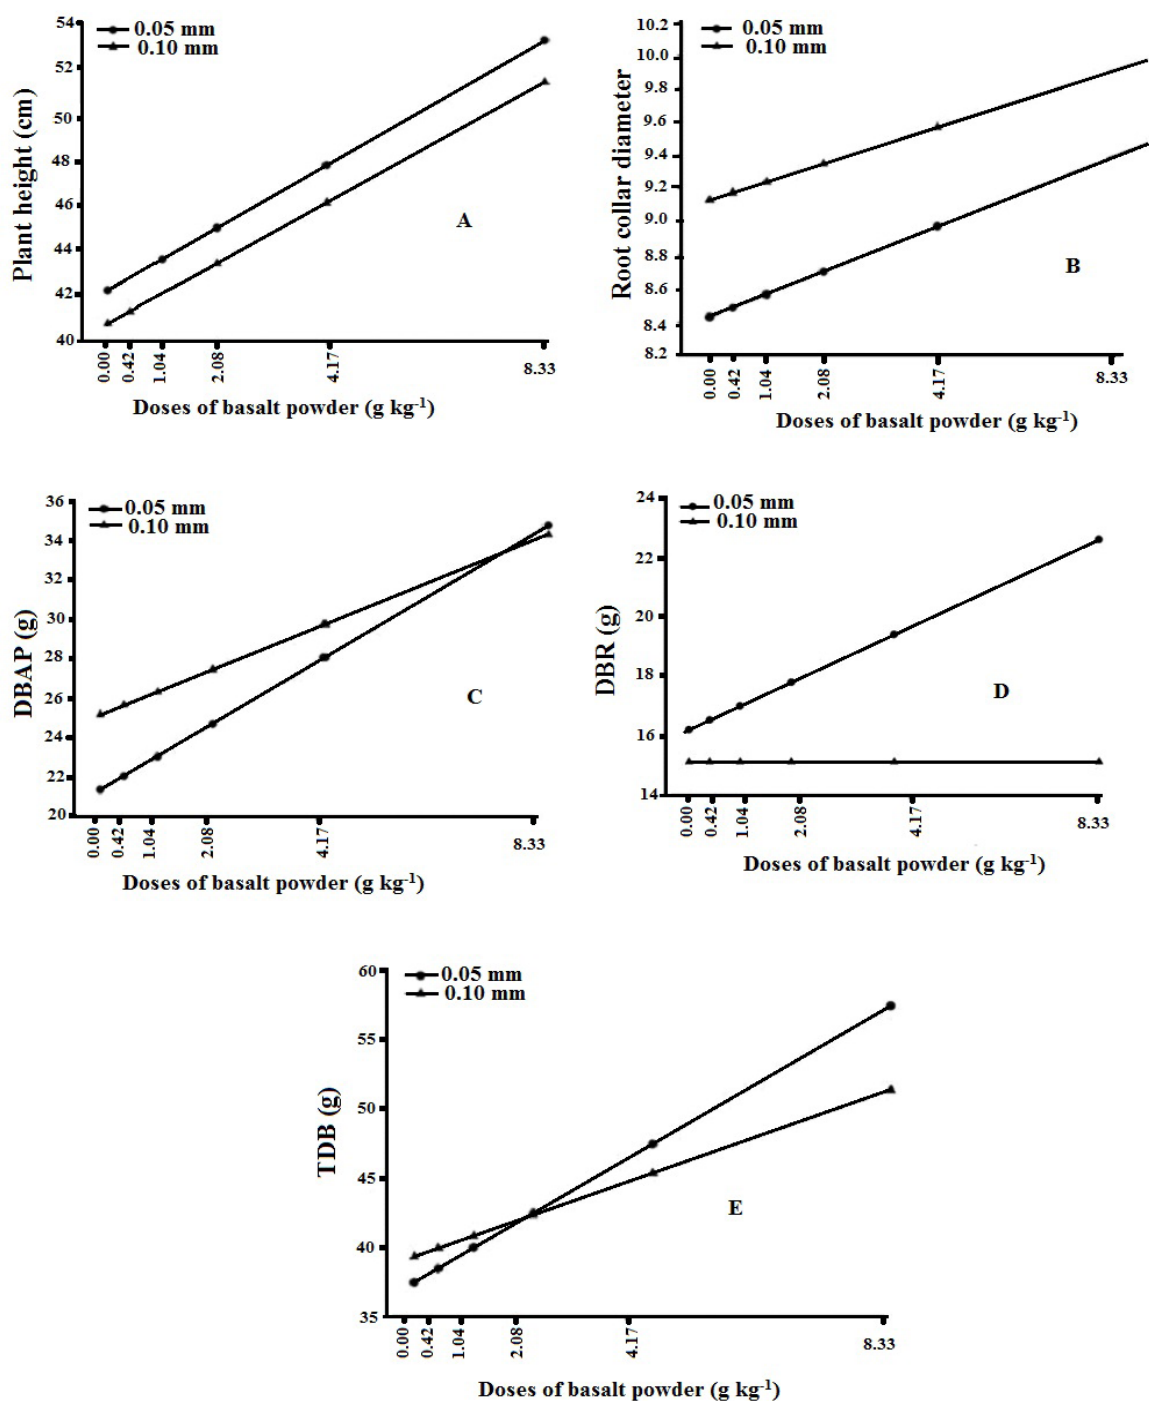 54
52
50
48
46
44
42
40
Plant height (cm)
0.05 mm
0.10 mm
A
0.00
0.42
1.04
2.08
4.17
8.33
Doses of basalt powder (g kg-1)
10.2
10.0
9.8
9.6
9.4
9.2
9.0
8.8
8.6
8.4
8.2
Root collar diameter
0.05 mm
0.10 mm
B
0.00
0.42
1.04
2.08
4.17
8.33
Doses of basalt powder (g kg-1)
36
34
32
30
28
26
24
22
20
DBAP (g)
0.05 mm
0.10 mm
C
0.00
0.42
1.04
2.08
4.17
8.33
Doses of basalt powder (g kg-1)
24
22
20
18
16
14
DBR (g)
0.05 mm
0.10 mm
D
0.00
0.42
1.04
2.08
4.17
8.33
Doses of basalt powder (g kg-1)
60
55
50
45
40
35
TDB (g)
0.05 mm
0.10 mm
E
0.00
0.42
1.04
2.08
4.17
8.33
Doses of basalt powder (g kg-1)